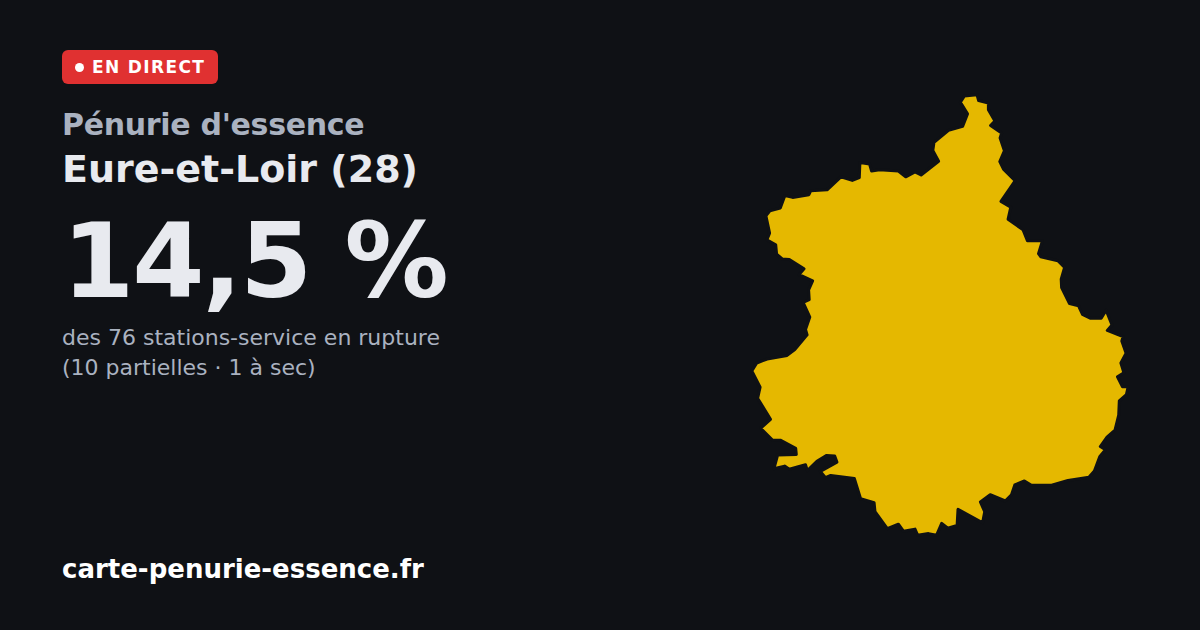 EN DIRECT
Pénurie d'essence
Eure-et-Loir (28)
14,5 %
des 76 stations-service en rupture
(10 partielles · 1 à sec)
carte-penurie-essence.fr